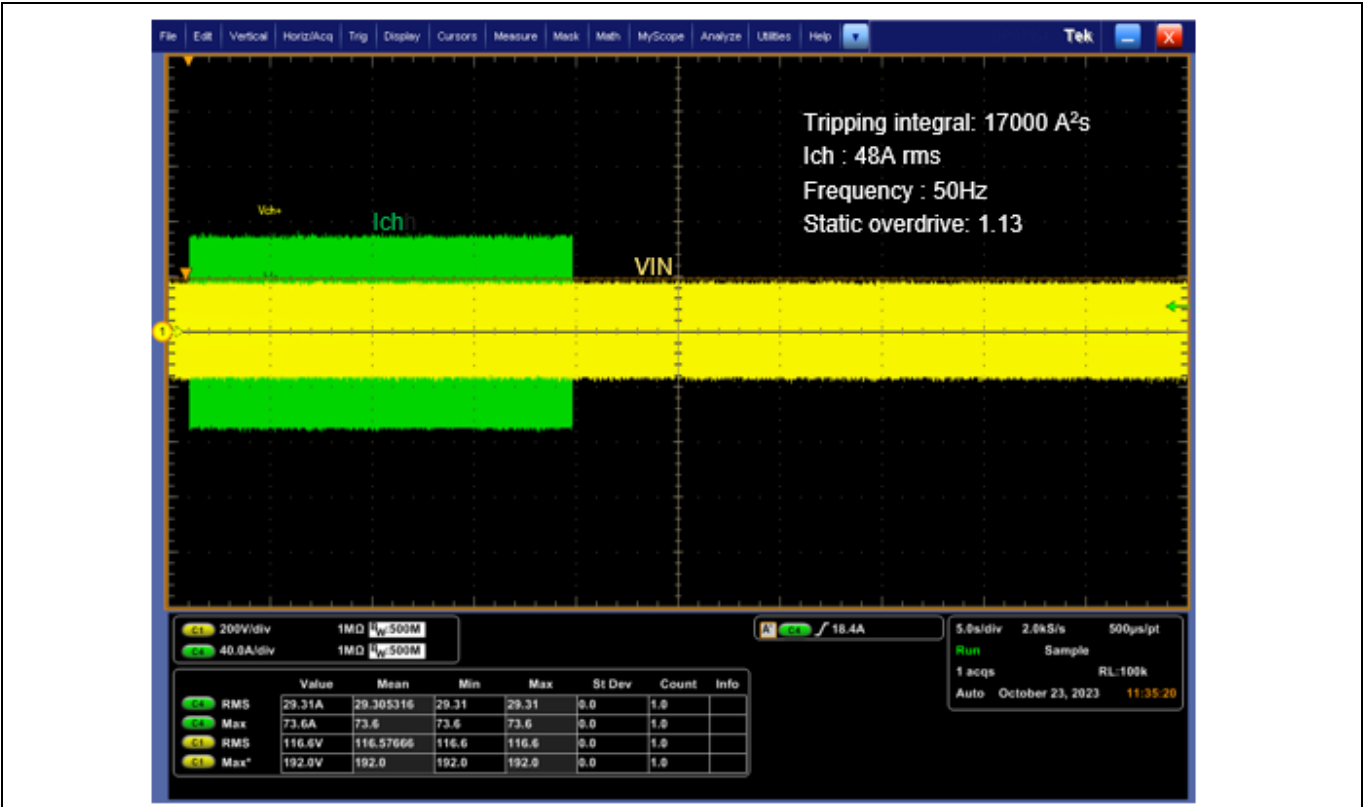 File Edit Vertical Horiz/Acq Trig Display Cursors Measure Mask Math MyScope Analyze Utilities Help Tek X
Tripping integral: 17000 A²s
Ich : 48A rms
Frequency : 50Hz
Static overdrive: 1.13
Vch+
Ich
VIN
1
C1 200V/div 1MΩ BW:500M
C4 40.0A/div 1MΩ BW:500M
A' C4 18.4A
5.0s/div 2.0kS/s 500µs/pt
Run Sample
1 acqs RL:100k
Auto October 23, 2023 11:35:20
Value Mean Min Max St Dev Count Info
C4 RMS 29.31A 29.305316 29.31 29.31 0.0 1.0
C4 Max 73.6A 73.6 73.6 73.6 0.0 1.0
C1 RMS 116.6V 116.57666 116.6 116.6 0.0 1.0
C1 Max* 192.0V 192.0 192.0 192.0 0.0 1.0